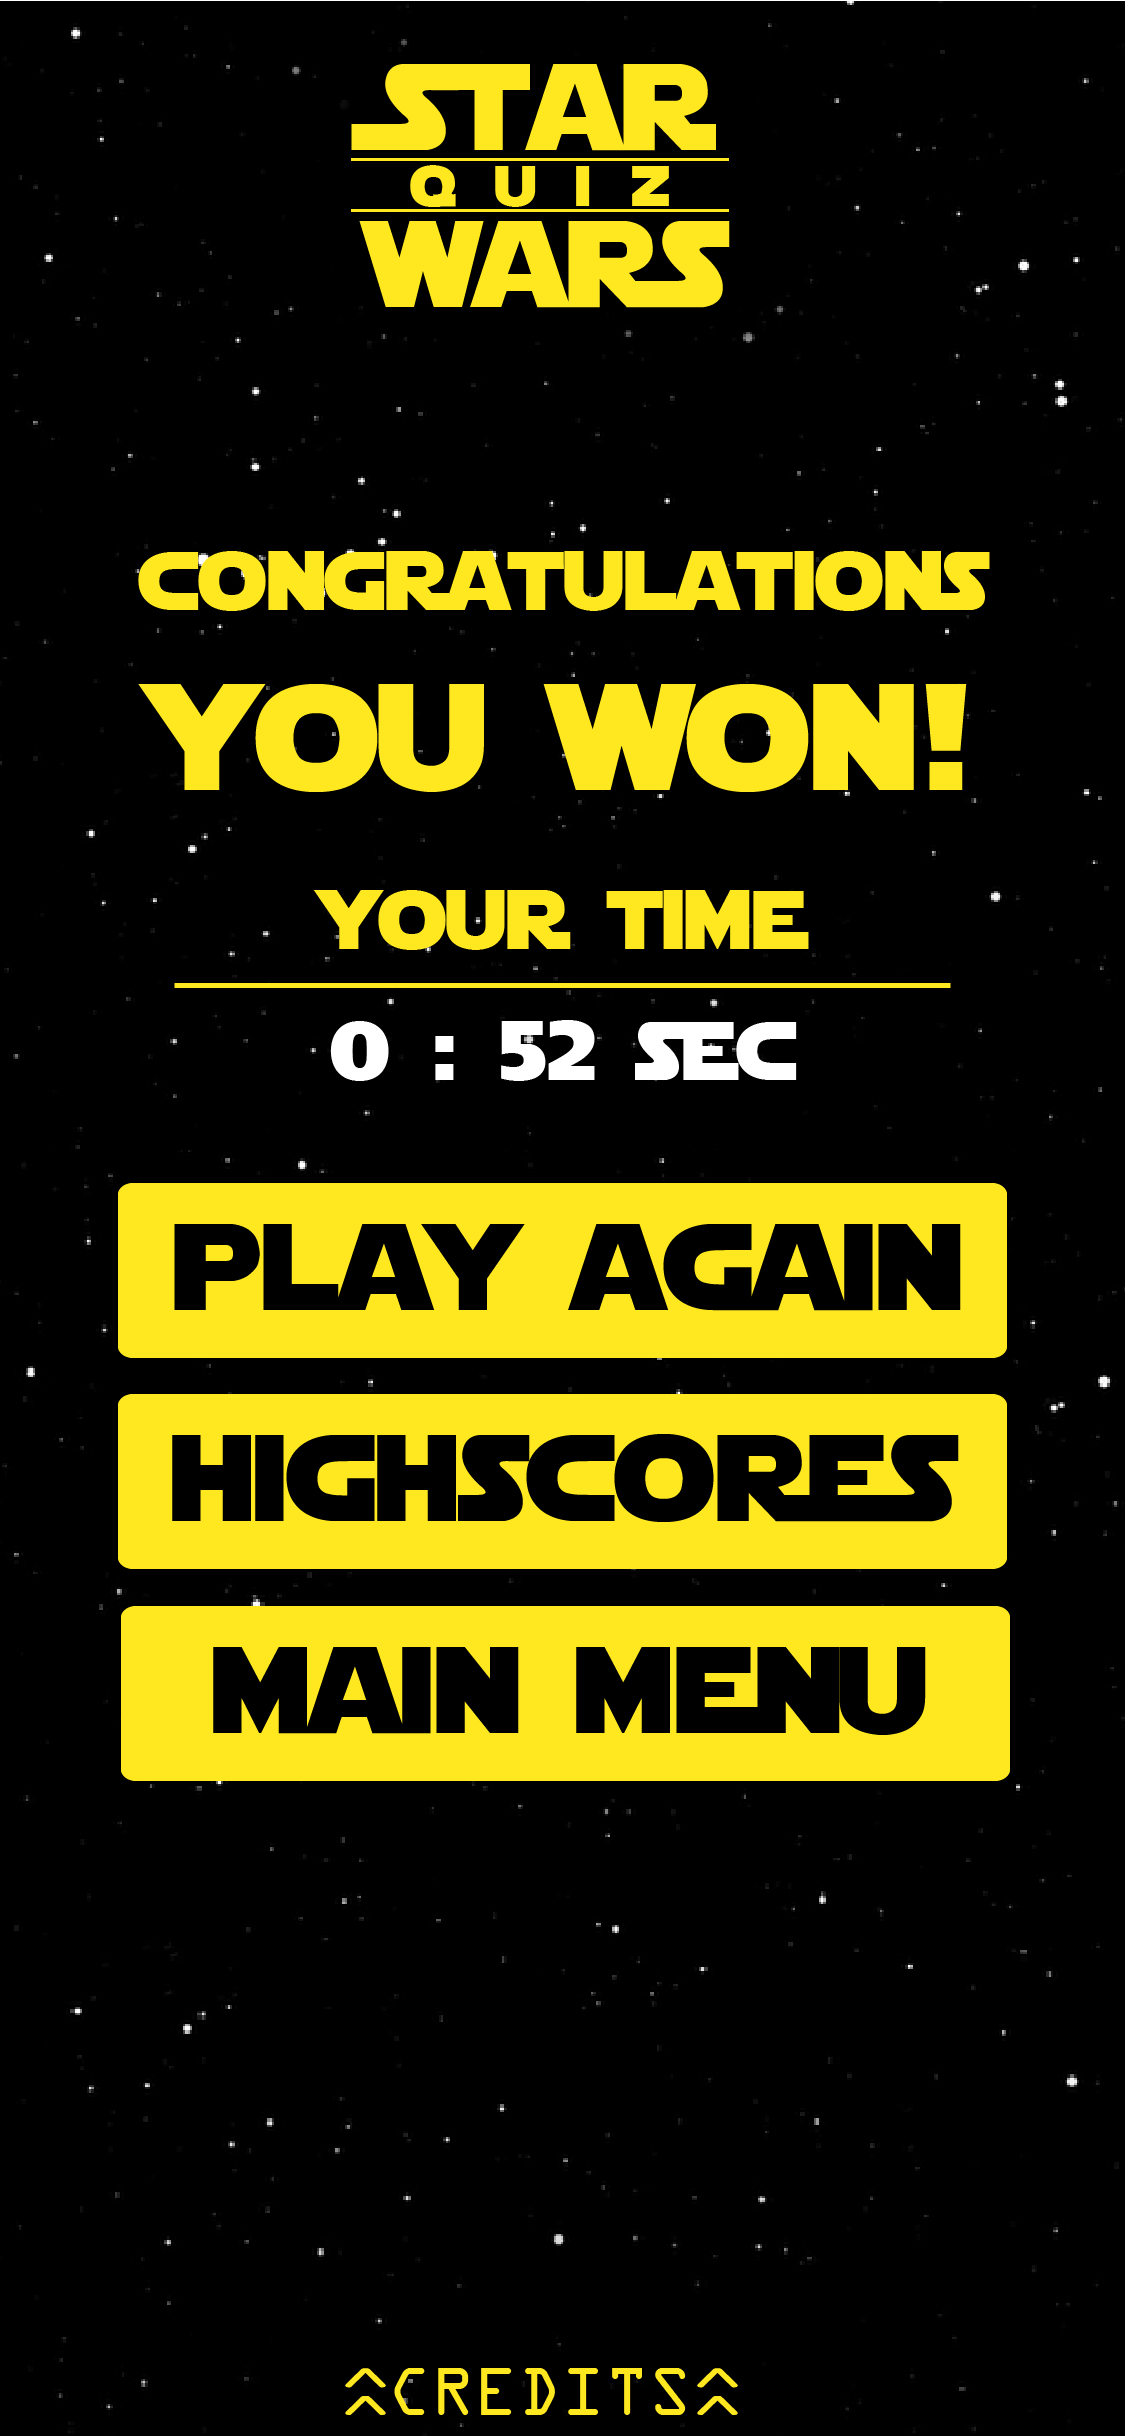 STAR
QUIZ
WARS
CONGRATULATIONS
YOU WON!
YOUR TIME
0 : 52 SEC
PLAY AGAIN
HIGHSCORES
MAIN MENU
CREDITS